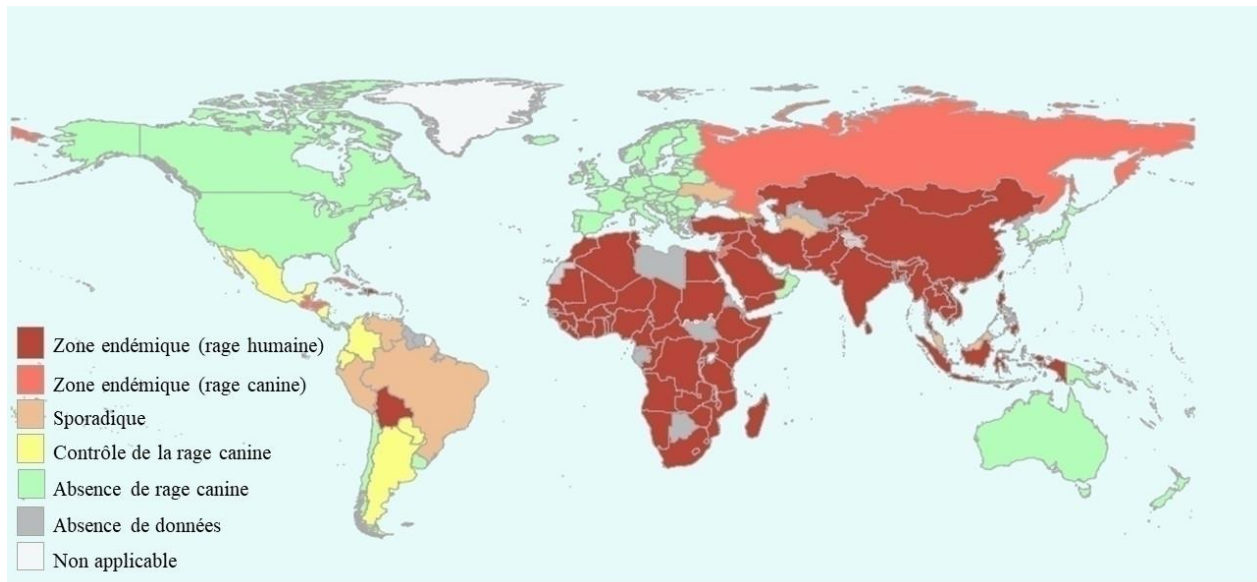 Zone endémique (rage humaine)
Zone endémique (rage canine)
Sporadique
Contrôle de la rage canine
Absence de rage canine
Absence de données
Non applicable